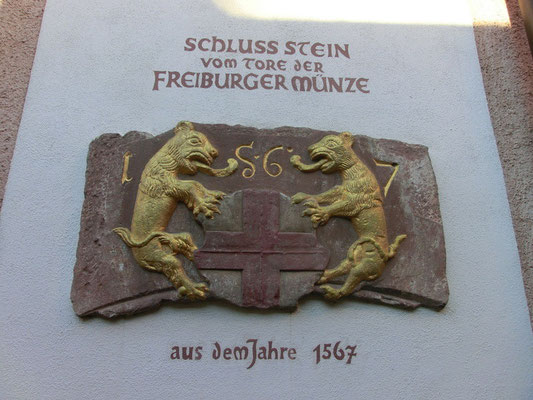 SCHLUSS STEIN
VOM TORE DER
FREIBURGER MÜNZE
1 5·6· 7
aus dem Jahre 1567